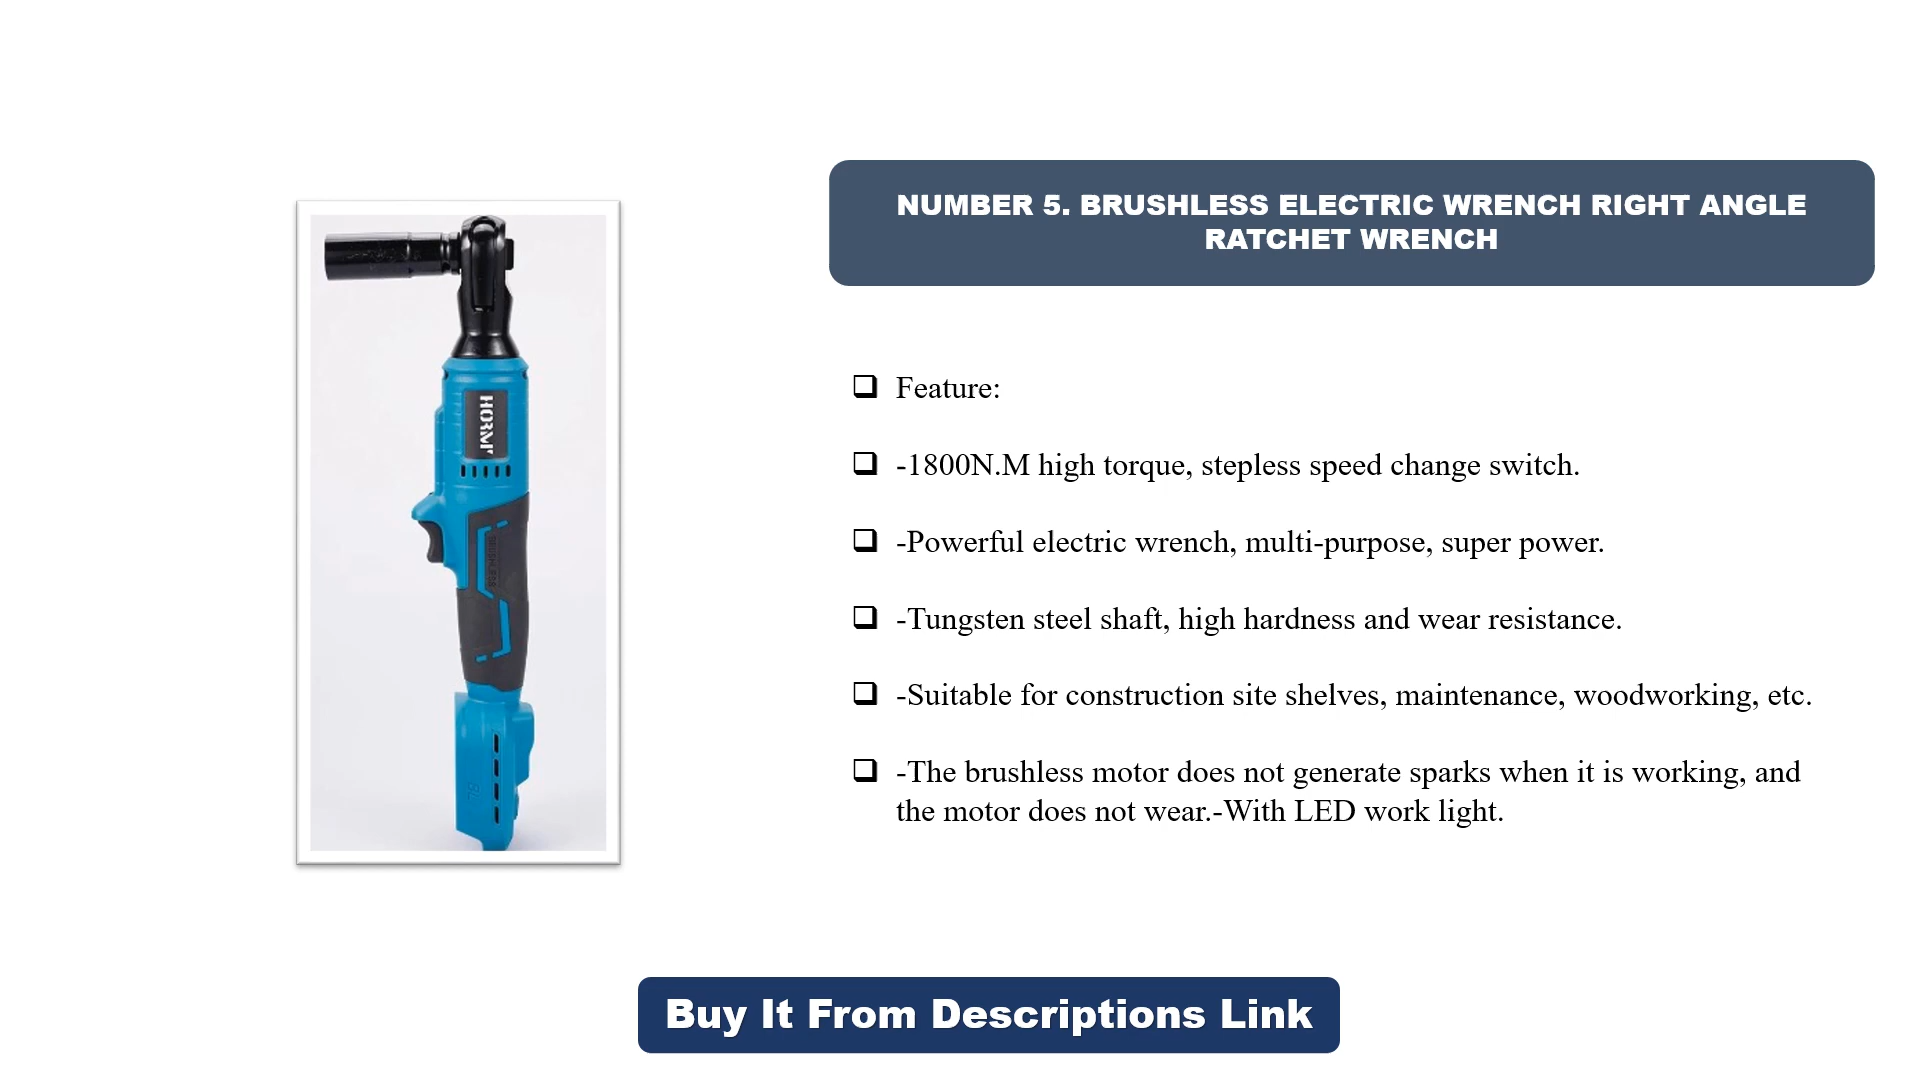 NUMBER 5. BRUSHLESS ELECTRIC WRENCH RIGHT ANGLE
RATCHET WRENCH
HORMY
BRUSHLESS
BL
Feature:
-1800N.M high torque, stepless speed change switch.
-Powerful electric wrench, multi-purpose, super power.
-Tungsten steel shaft, high hardness and wear resistance.
-Suitable for construction site shelves, maintenance, woodworking, etc.
-The brushless motor does not generate sparks when it is working, and
the motor does not wear.-With LED work light.
Buy It From Descriptions Link